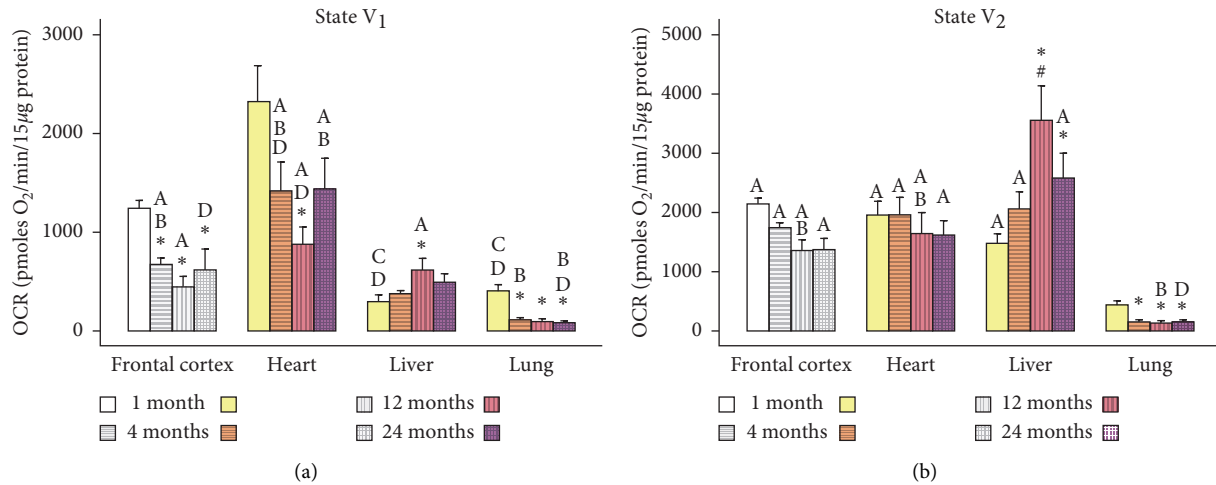 State V1
OCR (pmoles O2/min/15µg protein)
3000
2000
1000
0
A
B
*
A
*
D
*
A
B
D
A
D
*
A
B
C
D
A
*
C
D
B
*
*
B
D
*
Frontal cortex Heart Liver Lung
1 month 12 months
4 months 24 months
(a)
State V2
OCR (pmoles O2/min/15µg protein)
5000
4000
3000
2000
1000
0
A
A
A
B
A
A
A
A
B
A
A
A
*
#
A
*
*
B
*
D
*
Frontal cortex Heart Liver Lung
1 month 12 months
4 months 24 months
(b)